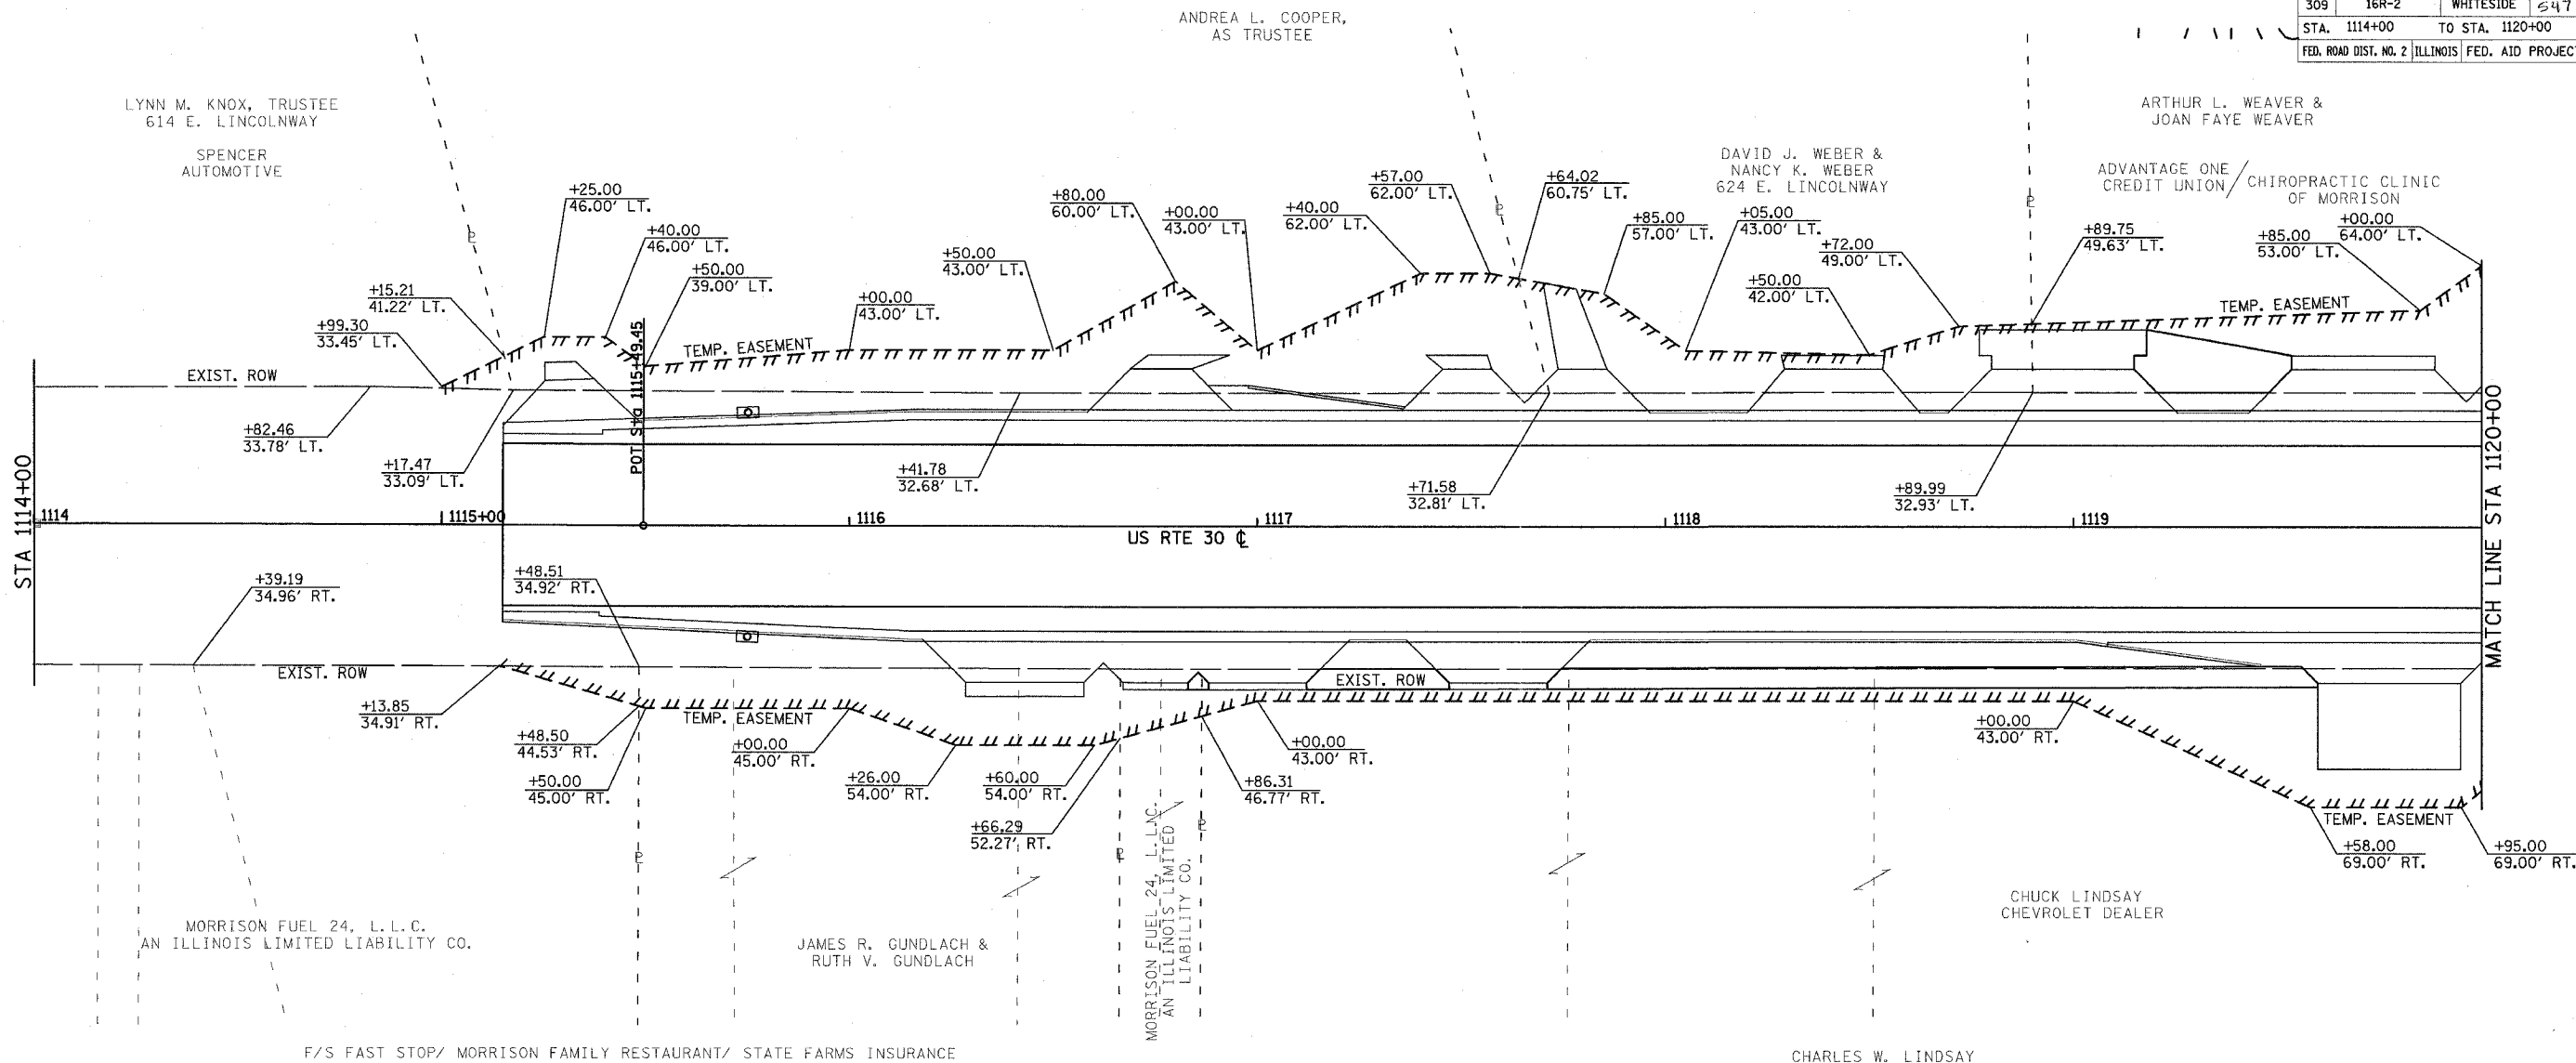 309 16R-2 WHITESIDE 547
STA. 1114+00 TO STA. 1120+00
FED. ROAD DIST. NO. 2 ILLINOIS FED. AID PROJEC
ANDREA L. COOPER,
AS TRUSTEE
LYNN M. KNOX, TRUSTEE
614 E. LINCOLNWAY
SPENCER
AUTOMOTIVE
ARTHUR L. WEAVER &
JOAN FAYE WEAVER
DAVID J. WEBER &
NANCY K. WEBER
624 E. LINCOLNWAY
ADVANTAGE ONE
CREDIT UNION
CHIROPRACTIC CLINIC
OF MORRISON
+99.30
33.45' LT.
+15.21
41.22' LT.
+25.00
46.00' LT.
+40.00
46.00' LT.
+50.00
39.00' LT.
+00.00
43.00' LT.
+50.00
43.00' LT.
+80.00
60.00' LT.
+00.00
43.00' LT.
+40.00
62.00' LT.
+57.00
62.00' LT.
+64.02
60.75' LT.
+85.00
57.00' LT.
+05.00
43.00' LT.
+50.00
42.00' LT.
+72.00
49.00' LT.
+89.75
49.63' LT.
+85.00
53.00' LT.
+00.00
64.00' LT.
TEMP. EASEMENT
TEMP. EASEMENT
EXIST. ROW
POT Sta 1115+49.45
+82.46
33.78' LT.
+17.47
33.09' LT.
+41.78
32.68' LT.
+71.58
32.81' LT.
+89.99
32.93' LT.
STA 1114+00
1114
1115+00
1116
1117
1118
1119
US RTE 30 ℄
MATCH LINE STA 1120+00
+39.19
34.96' RT.
+48.51
34.92' RT.
EXIST. ROW
EXIST. ROW
TEMP. EASEMENT
TEMP. EASEMENT
+13.85
34.91' RT.
+48.50
44.53' RT.
+50.00
45.00' RT.
+00.00
45.00' RT.
+26.00
54.00' RT.
+60.00
54.00' RT.
+66.29
52.27' RT.
+86.31
46.77' RT.
+00.00
43.00' RT.
+00.00
43.00' RT.
+58.00
69.00' RT.
+95.00
69.00' RT.
MORRISON FUEL 24, L.L.C.
AN ILLINOIS LIMITED LIABILITY CO.
JAMES R. GUNDLACH &
RUTH V. GUNDLACH
MORRISON FUEL 24, L.L.C.
AN ILLINOIS LIMITED
LIABILITY CO.
CHUCK LINDSAY
CHEVROLET DEALER
F/S FAST STOP/ MORRISON FAMILY RESTAURANT/ STATE FARMS INSURANCE
CHARLES W. LINDSAY